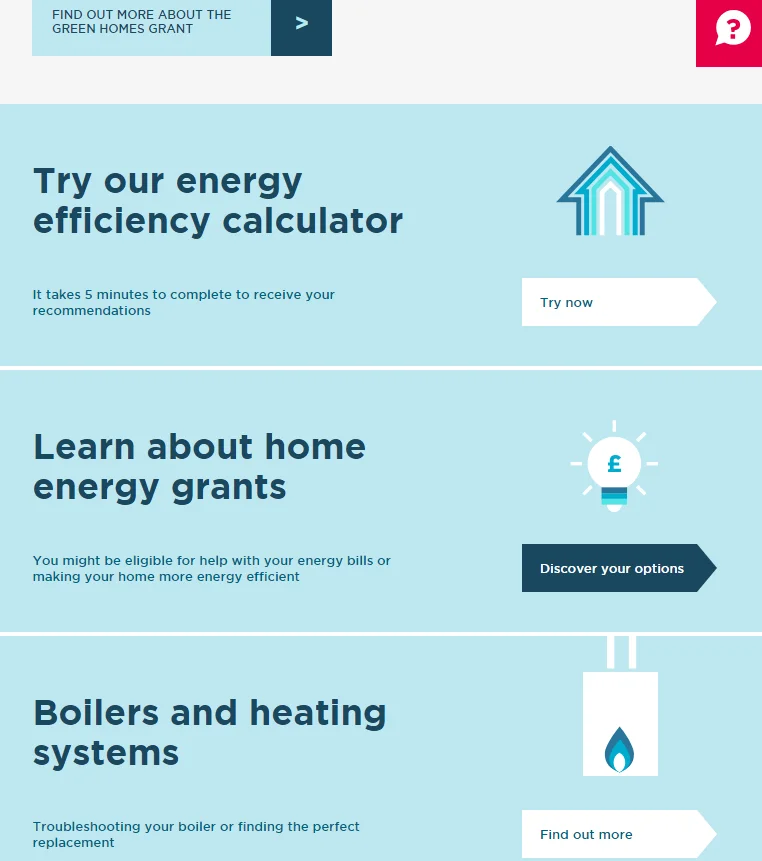 FIND OUT MORE ABOUT THE
GREEN HOMES GRANT
>
?
Try our energy
efficiency calculator
It takes 5 minutes to complete to receive your
recommendations
Try now
Learn about home
energy grants
£
You might be eligible for help with your energy bills or
making your home more energy efficient
Discover your options
Boilers and heating
systems
Troubleshooting your boiler or finding the perfect
replacement
Find out more